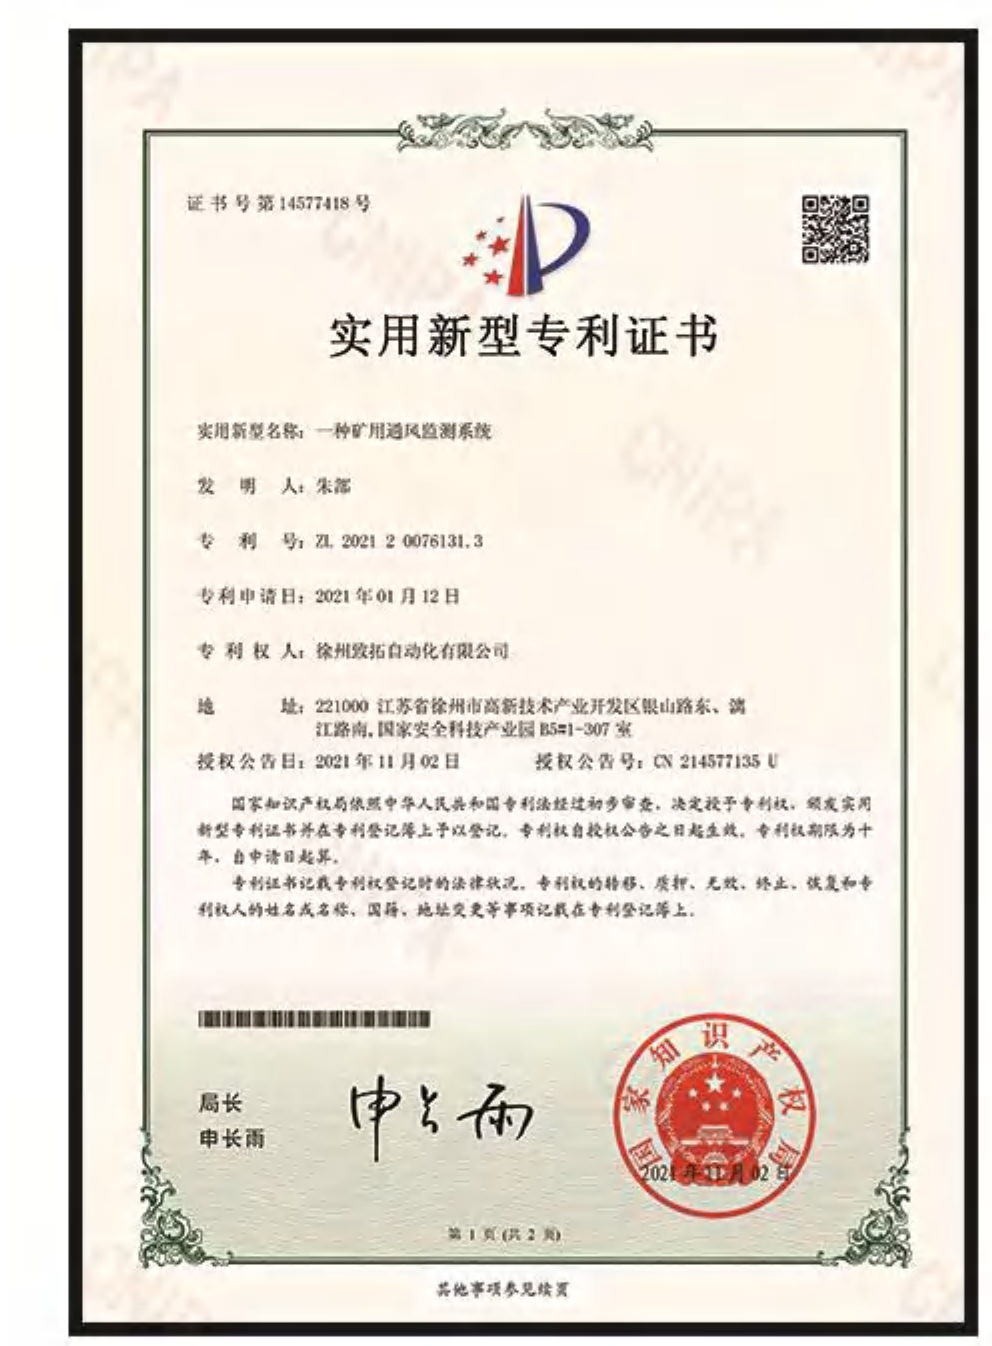 证书号第14577418号
实用新型专利证书
实用新型名称：一种矿用通风监测系统
发 明 人：朱部
专 利 号：ZL 2021 2 0076131.3
专利申请日：2021年01月12日
专 利 权 人：徐州致拓自动化有限公司
地 址：221000 江苏省徐州市高新技术产业开发区银山路东、漓
江路南，国家安全科技产业园B5#1-307室
授权公告日：2021年11月02日 授权公告号：CN 214577135 U
国家知识产权局依照中华人民共和国专利法经过初步审查，决定授予专利权，颁发实用
新型专利证书并在专利登记簿上予以登记。专利权自授权公告之日起生效。专利权期限为十
年，自申请日起算。
专利证书记载专利权登记时的法律状况。专利权的转移、质押、无效、终止、恢复和专
利权人的姓名或名称、国籍、地址变更等事项记载在专利登记簿上。
局长
申长雨
申长雨
国家知识产权局
2021年11月02日
第 1 页 (共 2 页)
其他事项参见续页
CNIPA